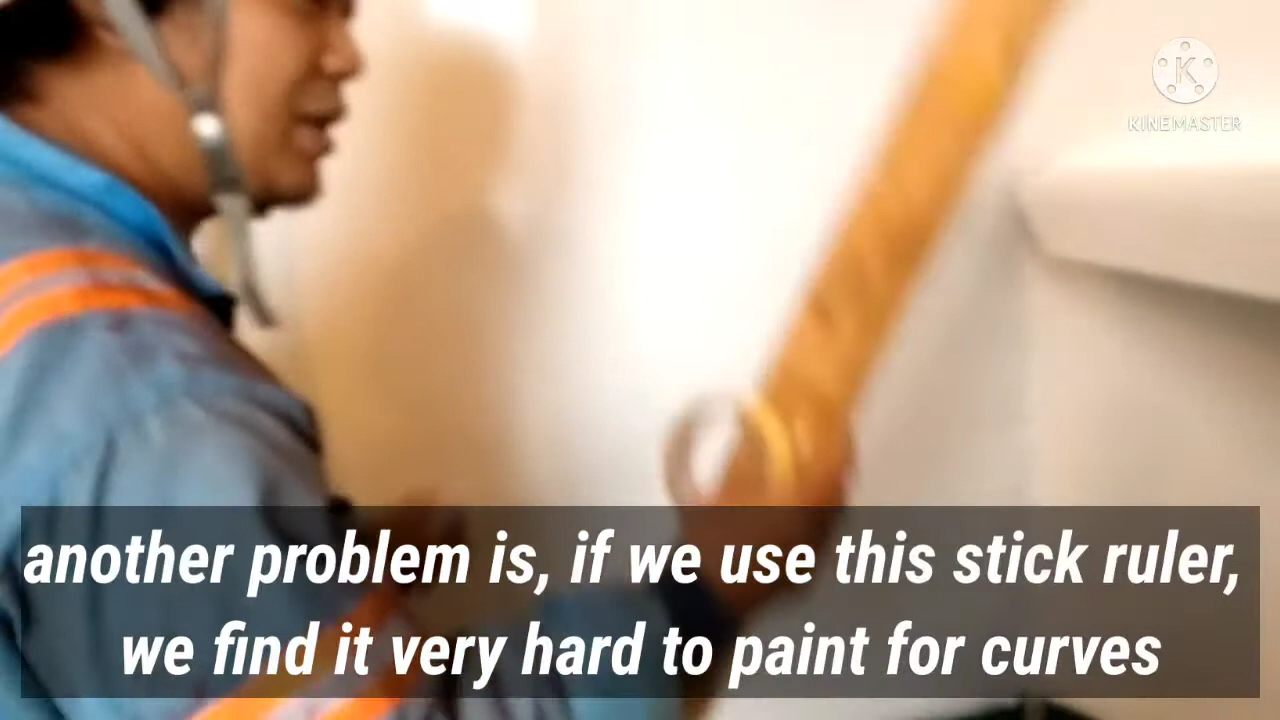 K
KINEMASTER
another problem is, if we use this stick ruler,
we find it very hard to paint for curves